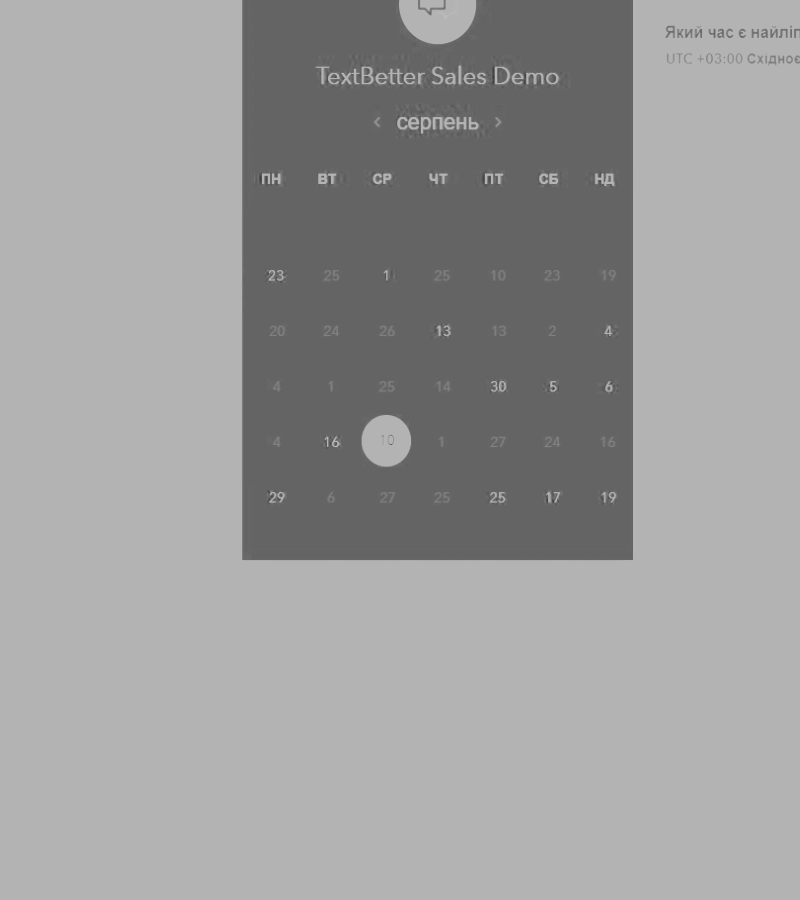 Який час є найліп
UTC +03:00 Східноє
TextBetter Sales Demo
‹ серпень ›
ПН ВТ СР ЧТ ПТ СБ НД
23 25 1 25 10 23 19
20 24 26 13 13 2 4
4 1 25 14 30 5 6
4 16 10 1 27 24 16
29 6 27 25 25 17 19